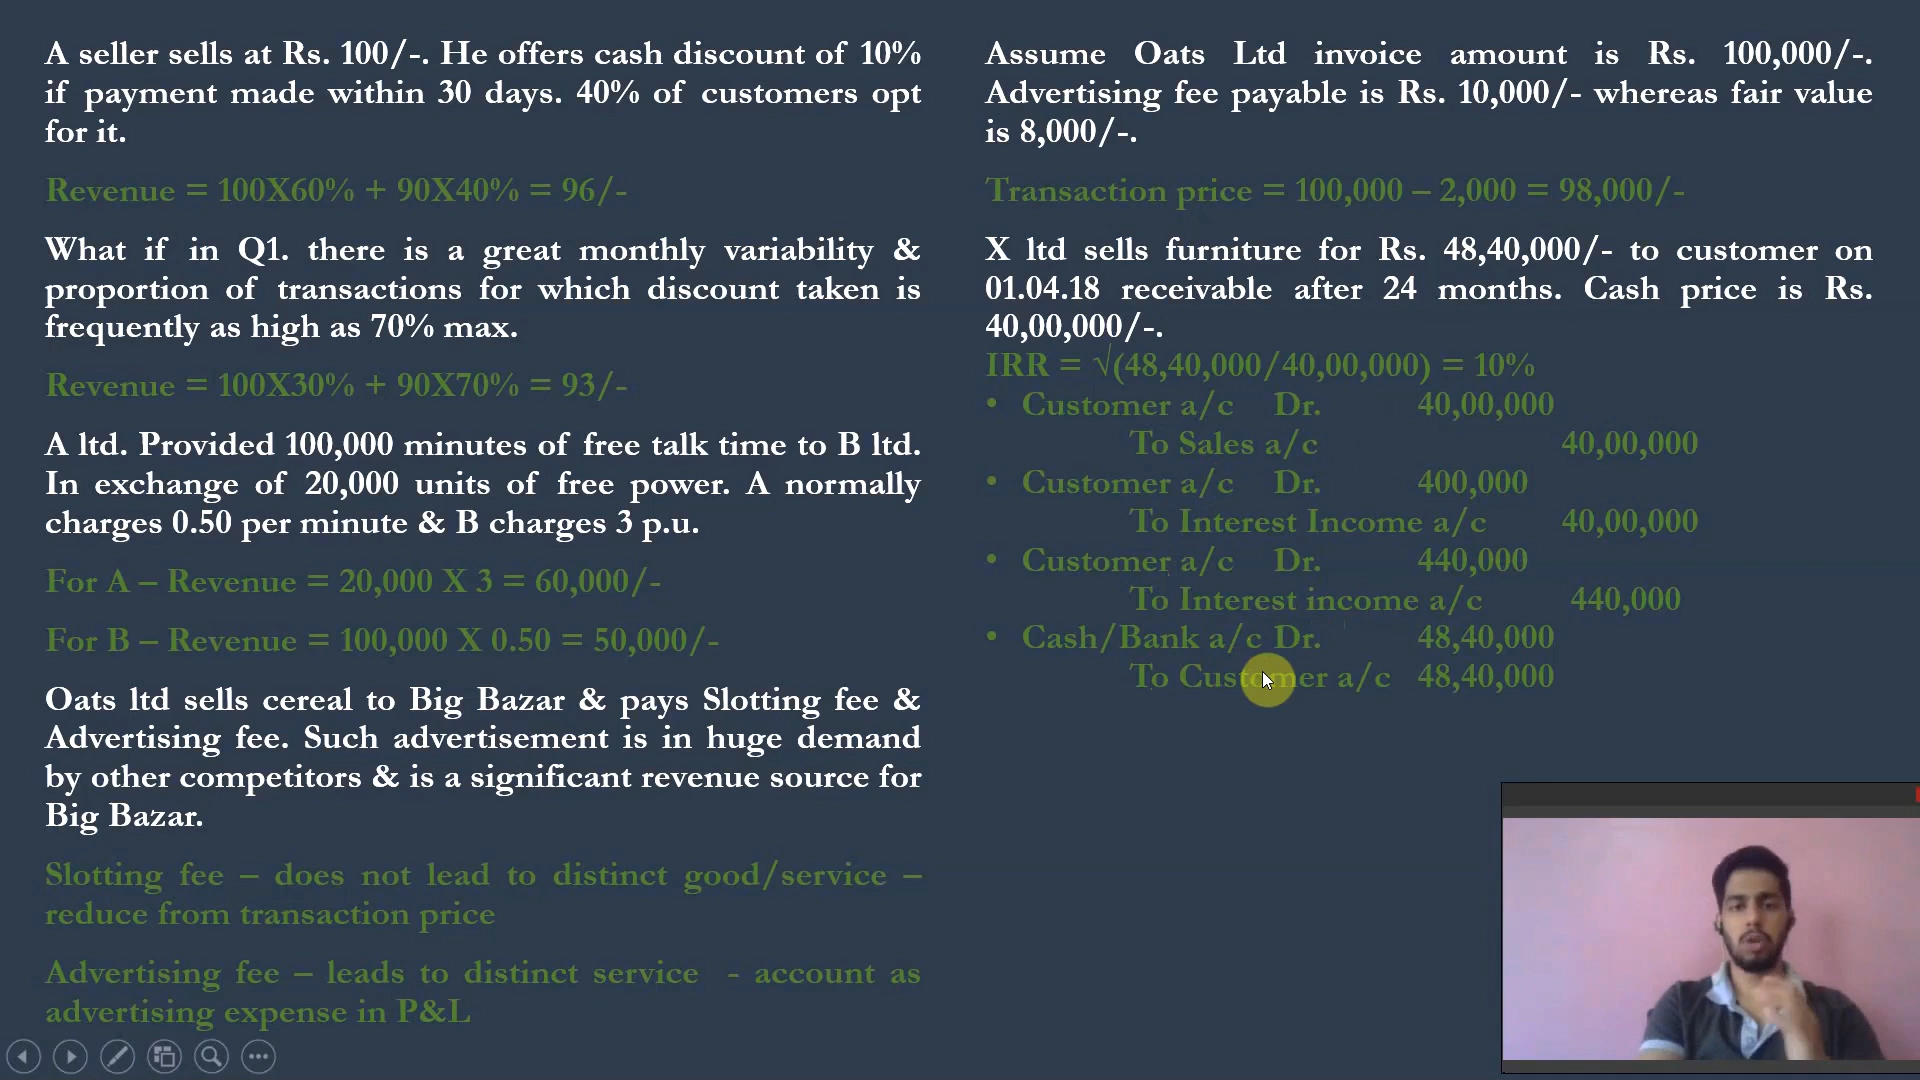 A seller sells at Rs. 100/-. He offers cash discount of 10%
if payment made within 30 days. 40% of customers opt
for it.
Revenue = 100X60% + 90X40% = 96/-
What if in Q1. there is a great monthly variability &
proportion of transactions for which discount taken is
frequently as high as 70% max.
Revenue = 100X30% + 90X70% = 93/-
A ltd. Provided 100,000 minutes of free talk time to B ltd.
In exchange of 20,000 units of free power. A normally
charges 0.50 per minute & B charges 3 p.u.
For A – Revenue = 20,000 X 3 = 60,000/-
For B – Revenue = 100,000 X 0.50 = 50,000/-
Oats ltd sells cereal to Big Bazar & pays Slotting fee &
Advertising fee. Such advertisement is in huge demand
by other competitors & is a significant revenue source for
Big Bazar.
Slotting fee – does not lead to distinct good/service –
reduce from transaction price
Advertising fee – leads to distinct service - account as
advertising expense in P&L
Assume Oats Ltd invoice amount is Rs. 100,000/-.
Advertising fee payable is Rs. 10,000/- whereas fair value
is 8,000/-.
Transaction price = 100,000 – 2,000 = 98,000/-
X ltd sells furniture for Rs. 48,40,000/- to customer on
01.04.18 receivable after 24 months. Cash price is Rs.
40,00,000/-.
IRR = √(48,40,000/40,00,000) = 10%
• Customer a/c Dr. 40,00,000
To Sales a/c 40,00,000
• Customer a/c Dr. 400,000
To Interest Income a/c 40,00,000
• Customer a/c Dr. 440,000
To Interest income a/c 440,000
• Cash/Bank a/c Dr. 48,40,000
To Customer a/c 48,40,000